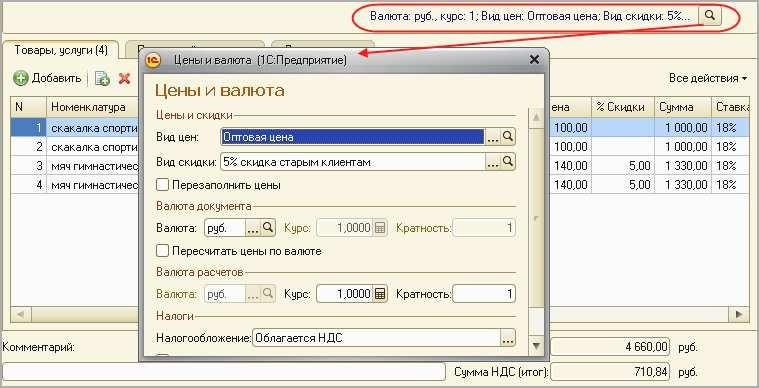 Валюта: руб., курс: 1; Вид цен: Оптовая цена; Вид скидки: 5%...
Товары, услуги (4)
Цены и валюта (1С:Предприятие)
Добавить
Все действия
Цены и валюта
N Номенклатура % Скидки Сумма Ставка
Цены и скидки
1 скакалка спорти 100,00 1 000,00 18%
Вид цен: Оптовая цена ...
2 скакалка спорти 100,00 1 000,00 18%
Вид скидки: 5% скидка старым клиентам ...
3 мяч гимнастичес 140,00 5,00 1 330,00 18%
4 мяч гимнастичес 140,00 5,00 1 330,00 18%
Перезаполнить цены
Валюта документа
Валюта: руб. ... Курс: 1,0000 Кратность: 1
Пересчитать цены по валюте
Валюта расчетов
Валюта: руб. ... Курс: 1,0000 Кратность: 1
Налоги
Налогообложение: Облагается НДС ...
Комментарий: 4 660,00 руб.
Сумма НДС (итог): 710,84 руб.